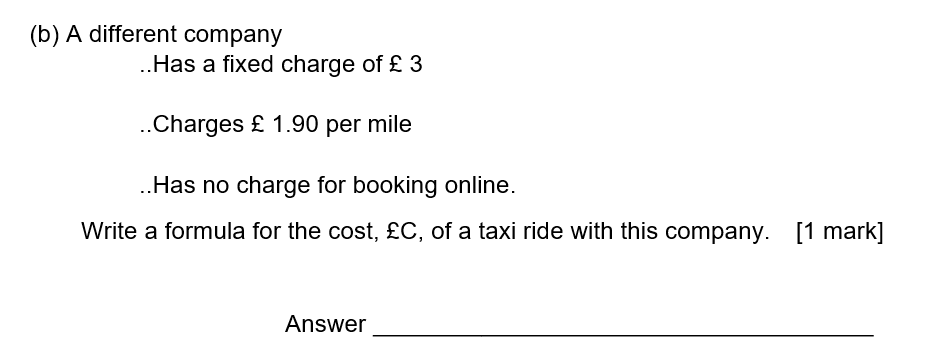 (b) A different company
..Has a fixed charge of £ 3
..Charges £ 1.90 per mile
..Has no charge for booking online.
Write a formula for the cost, £C, of a taxi ride with this company. [1 mark]
Answer